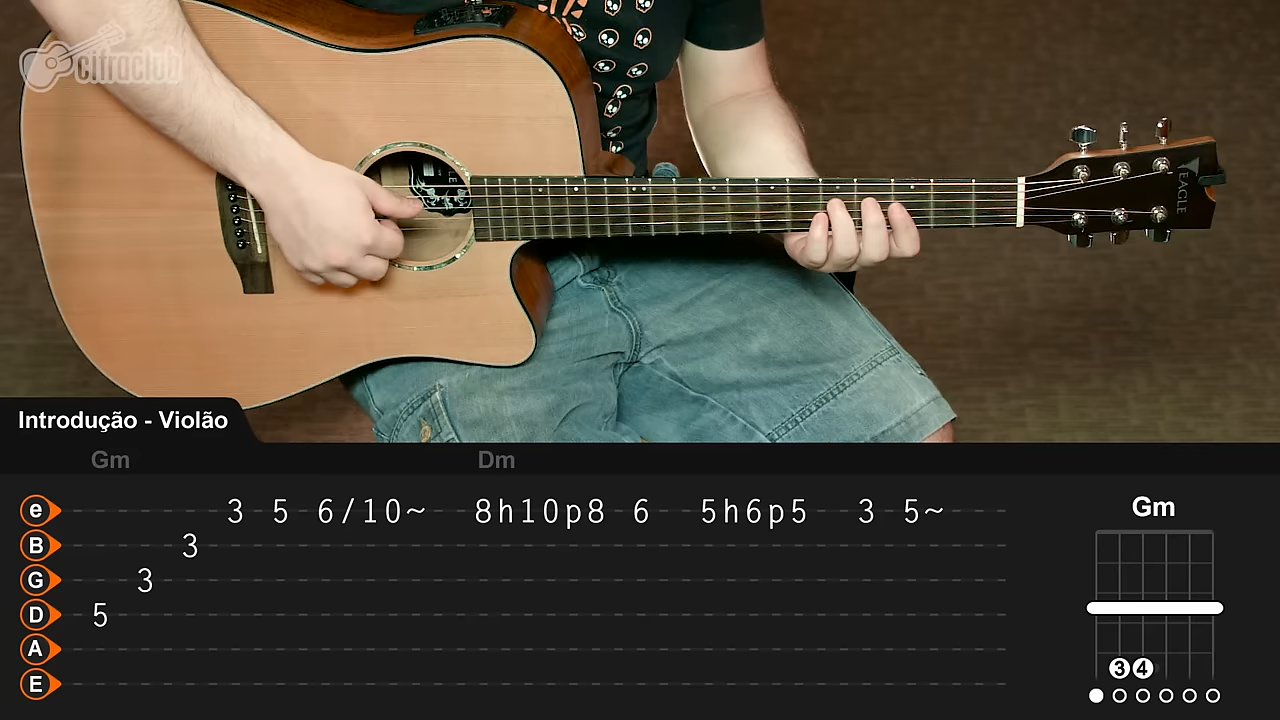 cifraclub
EAGLE
Introdução - Violão
Gm Dm
e 3 5 6/10~ 8h10p8 6 5h6p5 3 5~
B 3
G 3
D 5
A
E
Gm
3 4